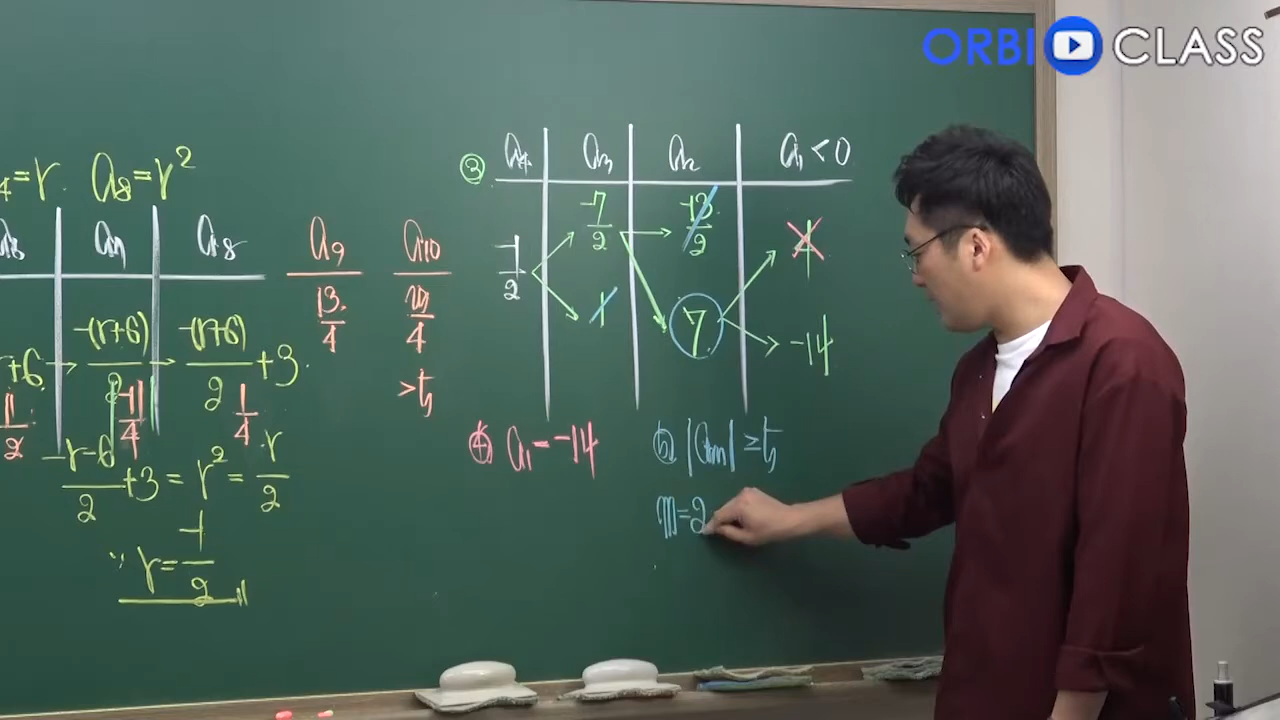 ORBI CLASS
=r a₈=r²
a₇ a₈
a₉ a₁₀
+6 → -(r+6)/2 → -(r+6)/2 +3
-11/4 1/4
13/4 /4
>5
-r-6/2 +3 = r² = r/2
∵ r = -1/2
③ a₄ a₃ a₂ a₁ < 0
-1/2 -7/2 -13/2 4
1 7 -14
④ a₁ = -14
⑤ |am| ≥ 5
m=2